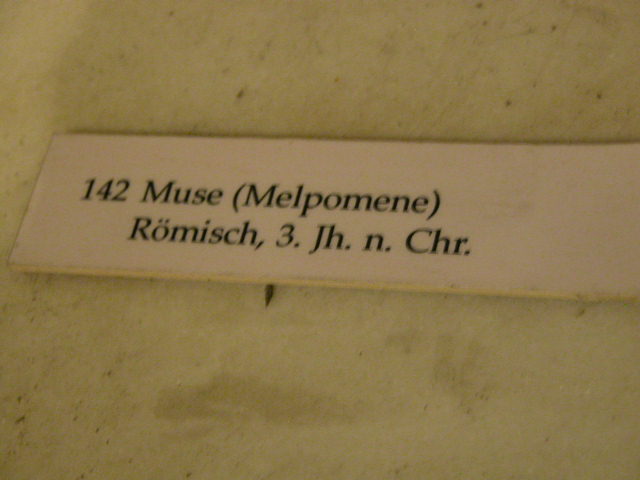 142 Muse (Melpomene)
Römisch, 3. Jh. n. Chr.